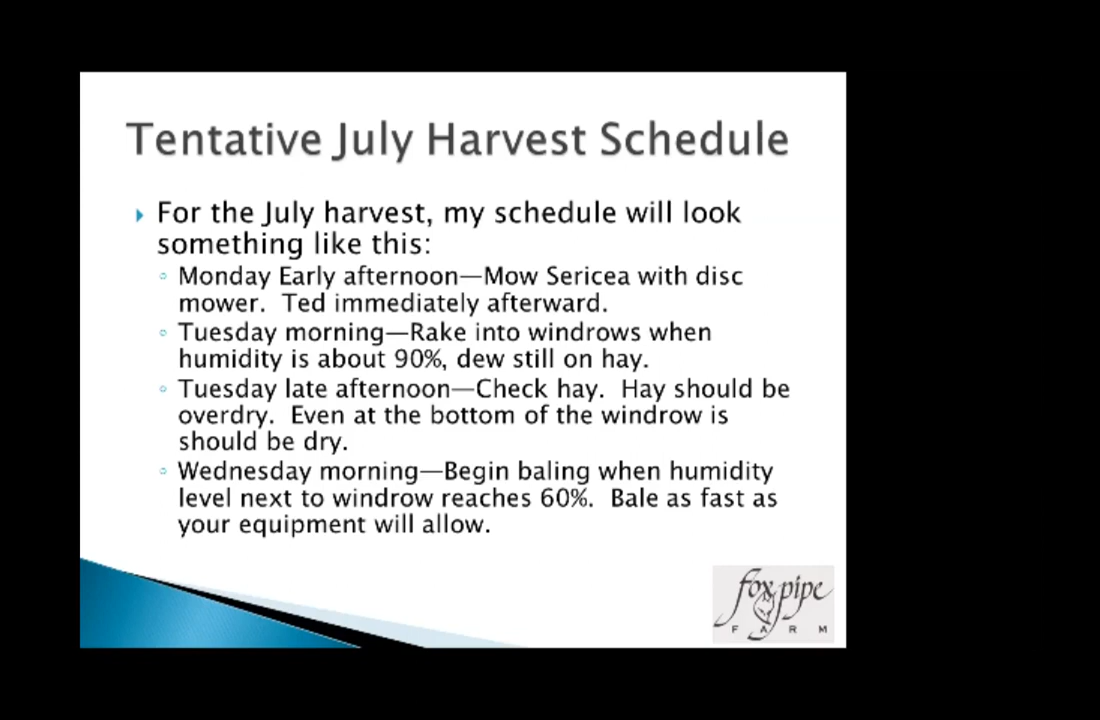 Tentative July Harvest Schedule
For the July harvest, my schedule will look
something like this:
Monday Early afternoon—Mow Sericea with disc
mower.  Ted immediately afterward.
Tuesday morning—Rake into windrows when
humidity is about 90%, dew still on hay.
Tuesday late afternoon—Check hay.  Hay should be
overdry.  Even at the bottom of the windrow is
should be dry.
Wednesday morning—Begin baling when humidity
level next to windrow reaches 60%.  Bale as fast as
your equipment will allow.
fox pipe
FARM